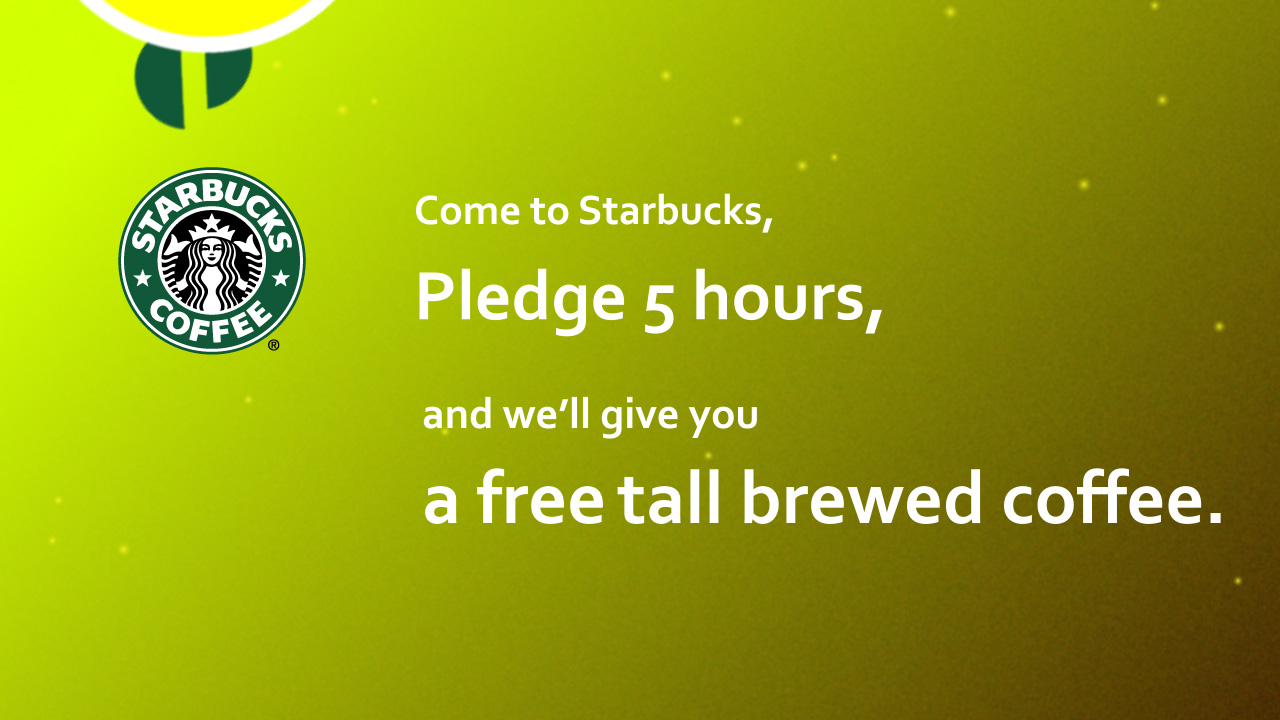 STARBUCKS
COFFEE
®
Come to Starbucks,
Pledge 5 hours,
and we’ll give you
a free tall brewed coffee.